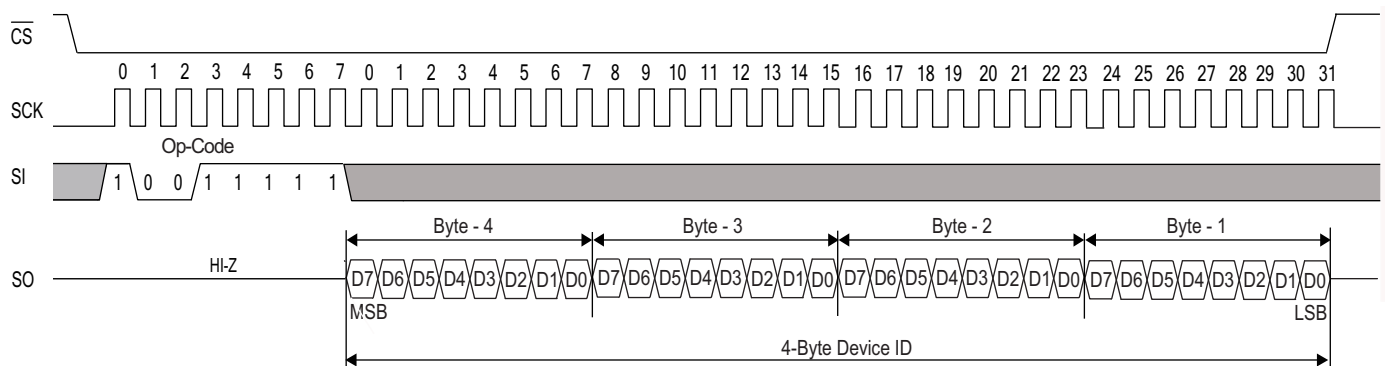 CS
0 1 2 3 4 5 6 7 0 1 2 3 4 5 6 7 8 9 10 11 12 13 14 15 16 17 18 19 20 21 22 23 24 25 26 27 28 29 30 31
SCK
Op-Code
SI 1 0 0 1 1 1 1 1
Byte - 4 Byte - 3 Byte - 2 Byte - 1
SO HI-Z D7 D6 D5 D4 D3 D2 D1 D0 D7 D6 D5 D4 D3 D2 D1 D0 D7 D6 D5 D4 D3 D2 D1 D0 D7 D6 D5 D4 D3 D2 D1 D0
MSB LSB
4-Byte Device ID